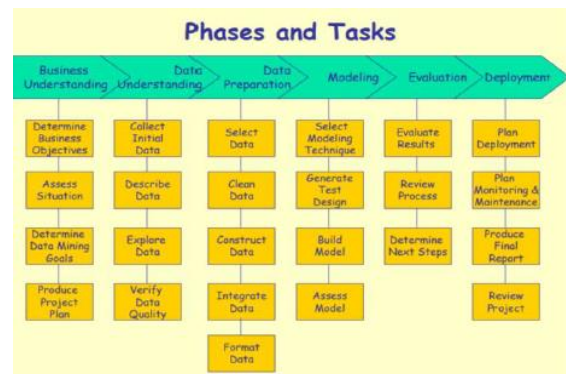 Phases and Tasks
Business
Understanding
Data
Understanding
Data
Preparation
Modeling
Evaluation
Deployment
Determine
Business
Objectives
Assess
Situation
Determine
Data Mining
Goals
Produce
Project
Plan
Collect
Initial
Data
Describe
Data
Explore
Data
Verify
Data
Quality
Select
Data
Clean
Data
Construct
Data
Integrate
Data
Format
Data
Select
Modeling
Technique
Generate
Test
Design
Build
Model
Assess
Model
Evaluate
Results
Review
Process
Determine
Next Steps
Plan
Deployment
Plan
Monitoring &
Maintenance
Produce
Final
Report
Review
Project